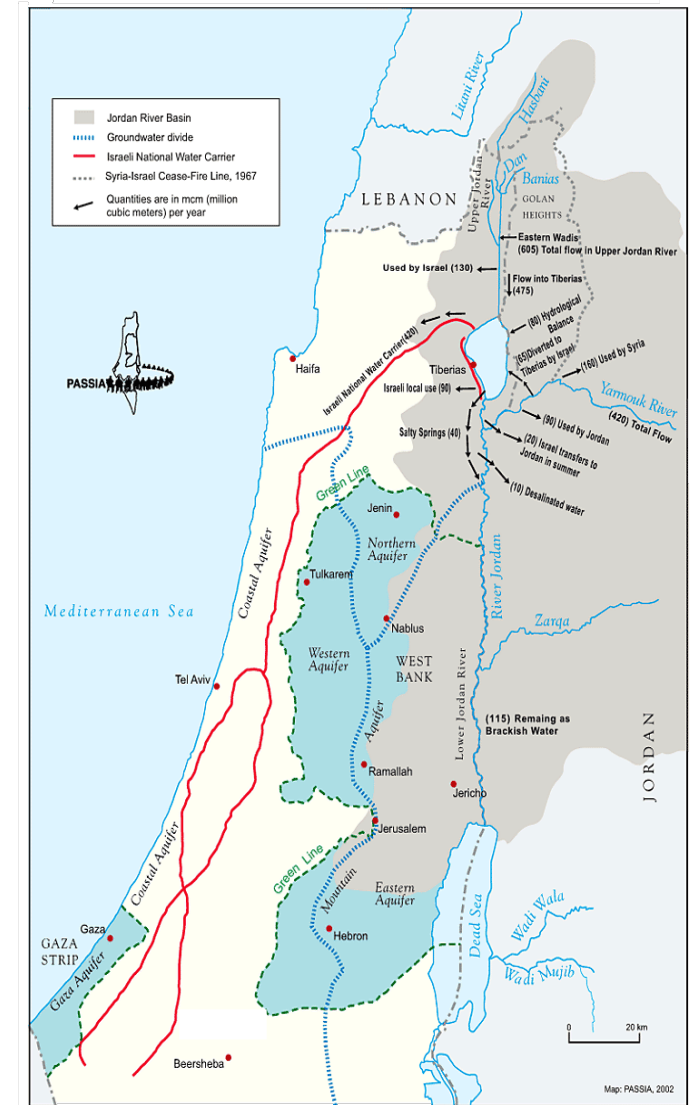 Jordan River Basin
Groundwater divide
Israeli National Water Carrier
Syria-Israel Cease-Fire Line, 1967
Quantities are in mcm (million
cubic meters) per year
Litani River
Hasbani
Dan
Banias
Upper Jordan
River
GOLAN
HEIGHTS
LEBANON
Eastern Wadis
(605) Total flow in Upper Jordan River
Used by Israel (130)
Flow into Tiberias
(475)
(80) Hydrological
Balance
(65)Diverted to
Tiberias by Israel
(160) Used by Syria
Israeli National Water Carrier(420)
Haifa
PASSIA
Tiberias
Israeli local use (90)
Yarmouk River
(420) Total Flow
(90) Used by Jordan
Salty Springs (40)
(20) Israel transfers to
Jordan in summer
(10) Desalinated water
Green Line
Jenin
Northern
Aquifer
Coastal Aquifer
Tulkarem
River Jordan
Mediterranean Sea
Zarqa
Nablus
Western
Aquifer
WEST
BANK
Lower Jordan River
Tel Aviv
Aquifer
(115) Remaing as
Brackish Water
JORDAN
Ramallah
Jericho
Jerusalem
Coastal Aquifer
Green Line
Mountain
Eastern
Aquifer
Dead Sea
Wadi Wala
Gaza
GAZA
STRIP
Hebron
Gaza Aquifer
Wadi Mujib
0 20 km
Beersheba
Map: PASSIA, 2002